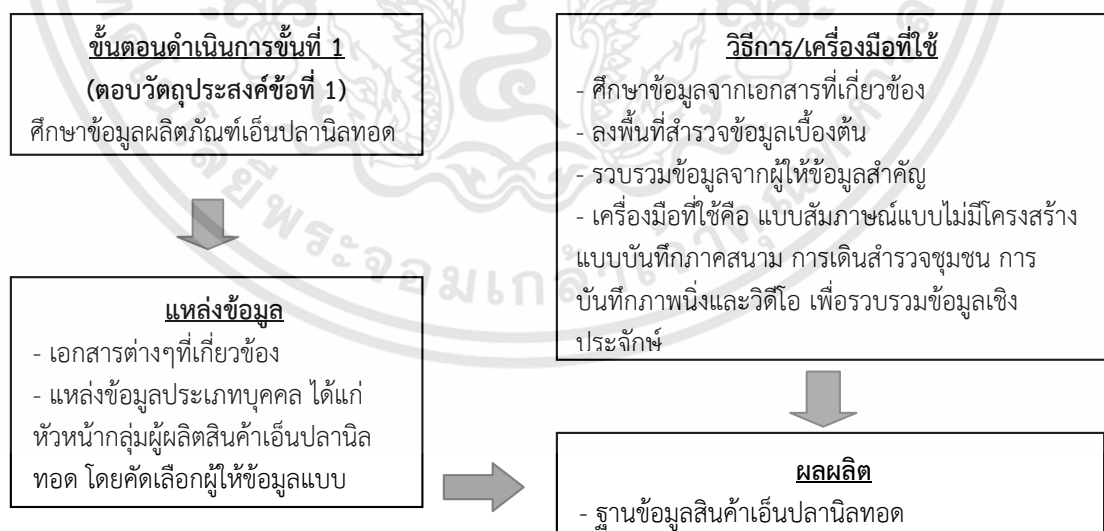 ขั้นตอนดำเนินการขั้นที่ 1
(ตอบวัตถุประสงค์ข้อที่ 1)
ศึกษาข้อมูลผลิตภัณฑ์เอ็นปลานิลทอด
แหล่งข้อมูล
- เอกสารต่างๆที่เกี่ยวข้อง
- แหล่งข้อมูลประเภทบุคคล ได้แก่
หัวหน้ากลุ่มผู้ผลิตสินค้าเอ็นปลานิล
ทอด โดยคัดเลือกผู้ให้ข้อมูลแบบ
วิธีการ/เครื่องมือที่ใช้
- ศึกษาข้อมูลจากเอกสารที่เกี่ยวข้อง
- ลงพื้นที่สำรวจข้อมูลเบื้องต้น
- รวบรวมข้อมูลจากผู้ให้ข้อมูลสำคัญ
- เครื่องมือที่ใช้คือ แบบสัมภาษณ์แบบไม่มีโครงสร้าง
แบบบันทึกภาคสนาม การเดินสำรวจชุมชน การ
บันทึกภาพนิ่งและวิดีโอ เพื่อรวบรวมข้อมูลเชิง
ประจักษ์
ผลผลิต
- ฐานข้อมูลสินค้าเอ็นปลานิลทอด